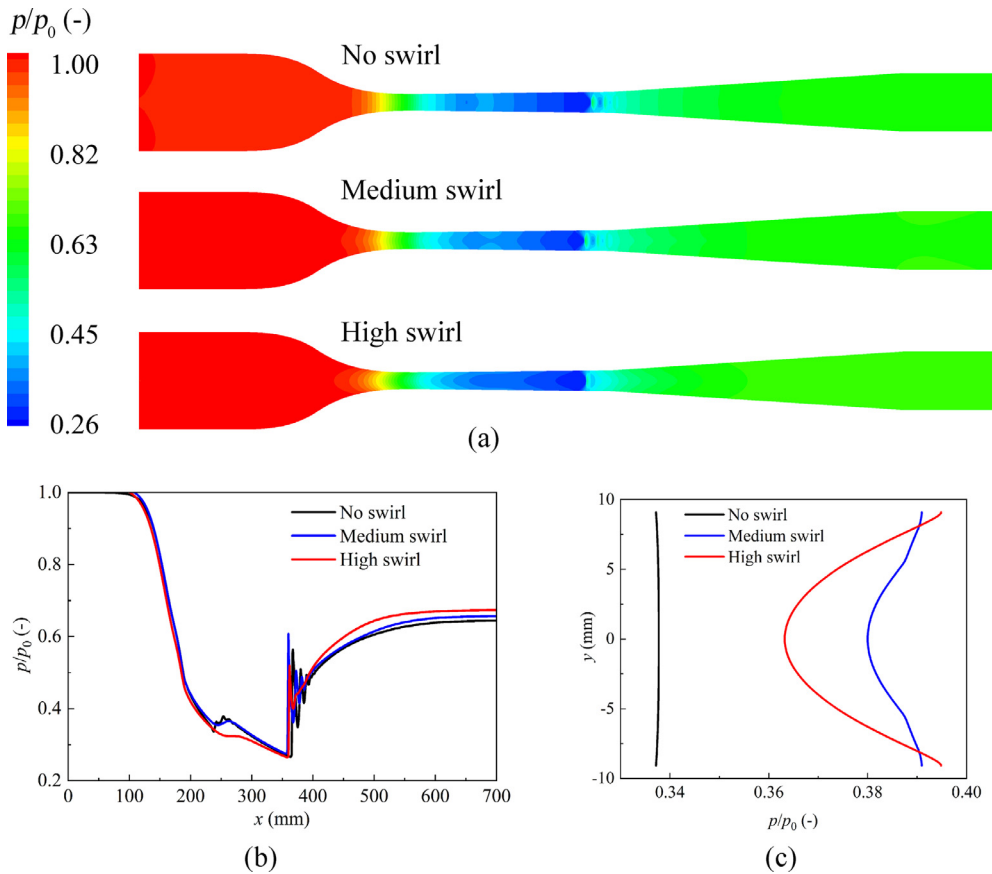 p/p0 (-)
1.00
0.82
0.63
0.45
0.26
No swirl
Medium swirl
High swirl
(a)
1.0
0.8
0.6
0.4
0.2
p/p0 (-)
No swirl
Medium swirl
High swirl
0 100 200 300 400 500 600 700
x (mm)
(b)
10
5
0
-5
-10
y (mm)
No swirl
Medium swirl
High swirl
0.34 0.36 0.38 0.40
p/p0 (-)
(c)